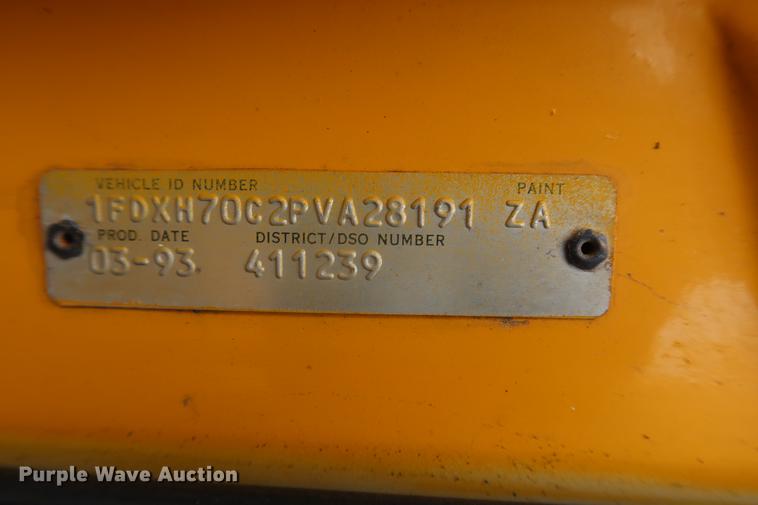 VEHICLE ID NUMBER PAINT
1FDXH70C2PVA28191 ZA
PROD. DATE DISTRICT/DSO NUMBER
03-93. 411239
Purple Wave Auction